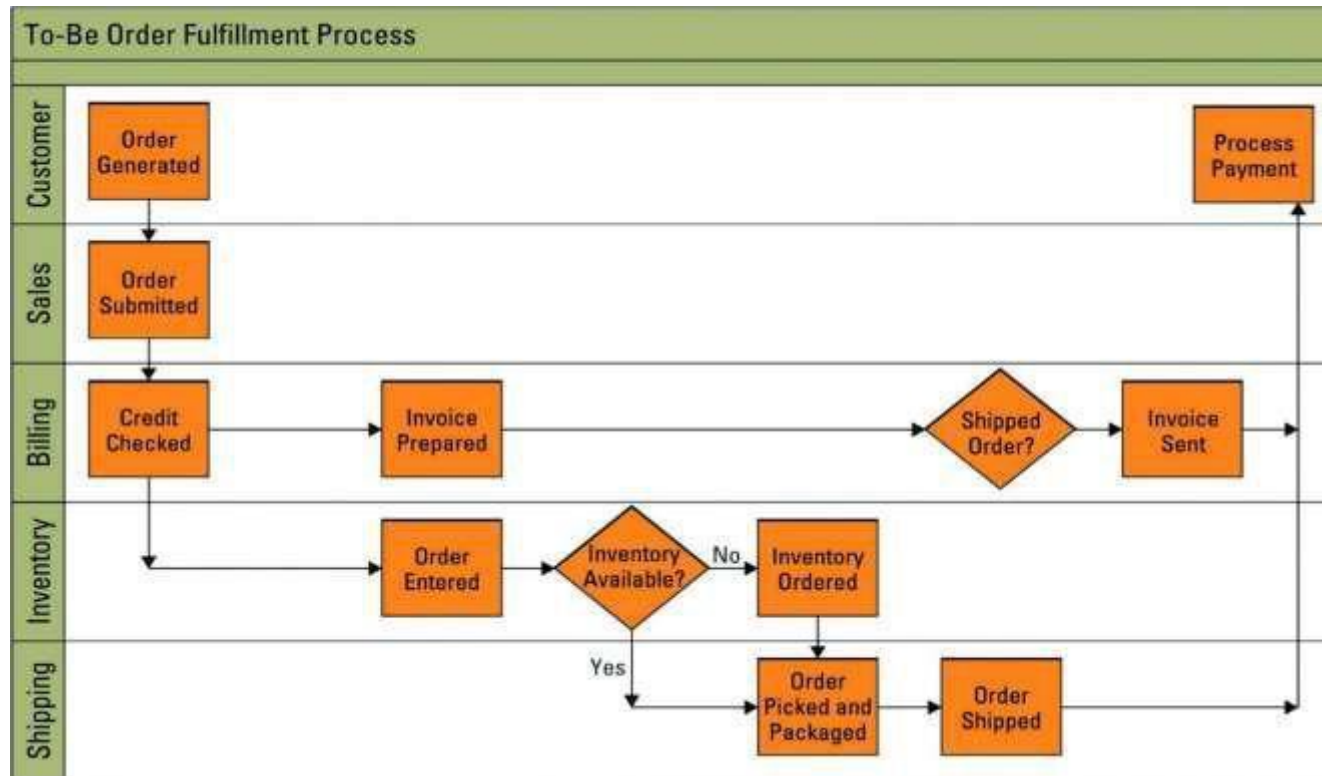 To-Be Order Fulfillment Process
Customer
Order
Generated
Process
Payment
Sales
Order
Submitted
Billing
Credit
Checked
Invoice
Prepared
Shipped
Order?
Invoice
Sent
Inventory
Order
Entered
Inventory
Available?
No
Inventory
Ordered
Shipping
Yes
Order
Picked and
Packaged
Order
Shipped